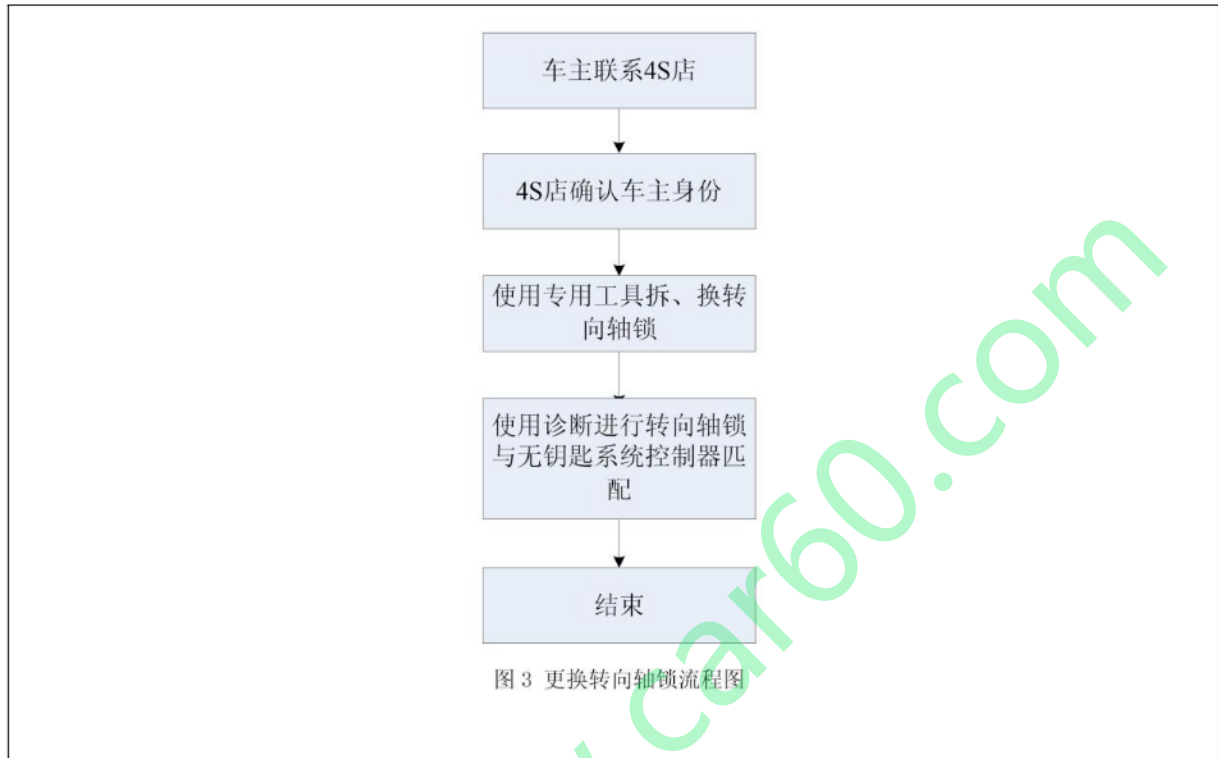 车主联系4S店
4S店确认车主身份
使用专用工具拆、换转
向轴锁
使用诊断进行转向轴锁
与无钥匙系统控制器匹
配
结束
图 3 更换转向轴锁流程图
car60.com